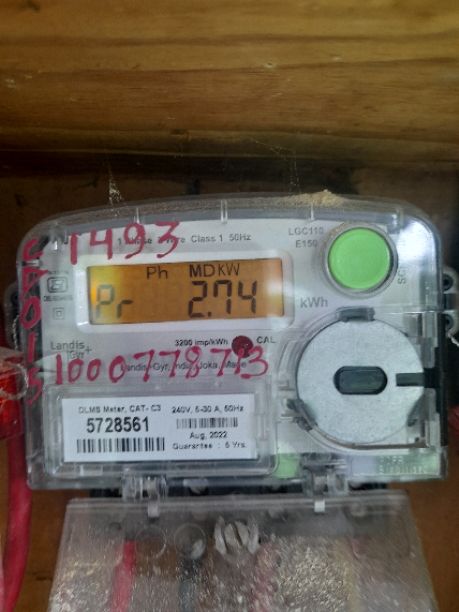 1493
1 Phase 2 Wire Class 1 50Hz
LGC110
E150
Ph MD kW
Pr 2.74
kWh
Landis
Gyr+
3200 imp/kWh
CAL
100077873
DLMS Meter, CAT- C3
240V, 5-30 A, 50Hz
5728561
Aug, 2022
Guarantee : 5 Yrs.